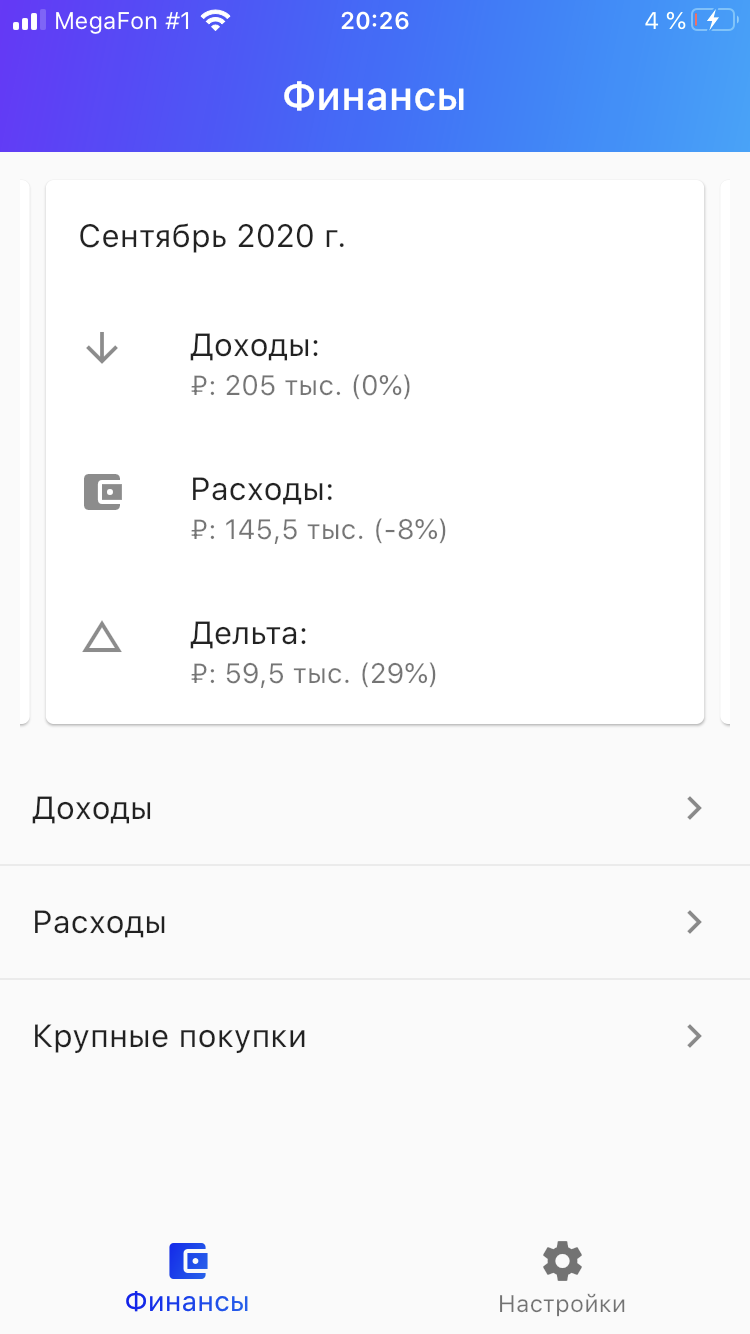 MegaFon #1 20:26 4 %
Финансы
Сентябрь 2020 г.
Доходы:
₽: 205 тыс. (0%)
Расходы:
₽: 145,5 тыс. (-8%)
Дельта:
₽: 59,5 тыс. (29%)
Доходы
Расходы
Крупные покупки
Финансы Настройки